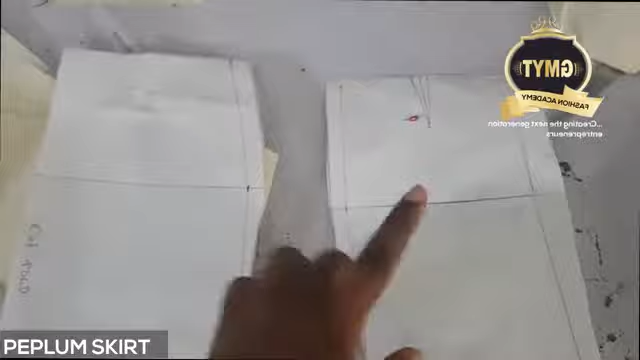 GMYT
FASHION ACADEMY
...Creating the next generation
entrepreneurs
PEPLUM SKIRT